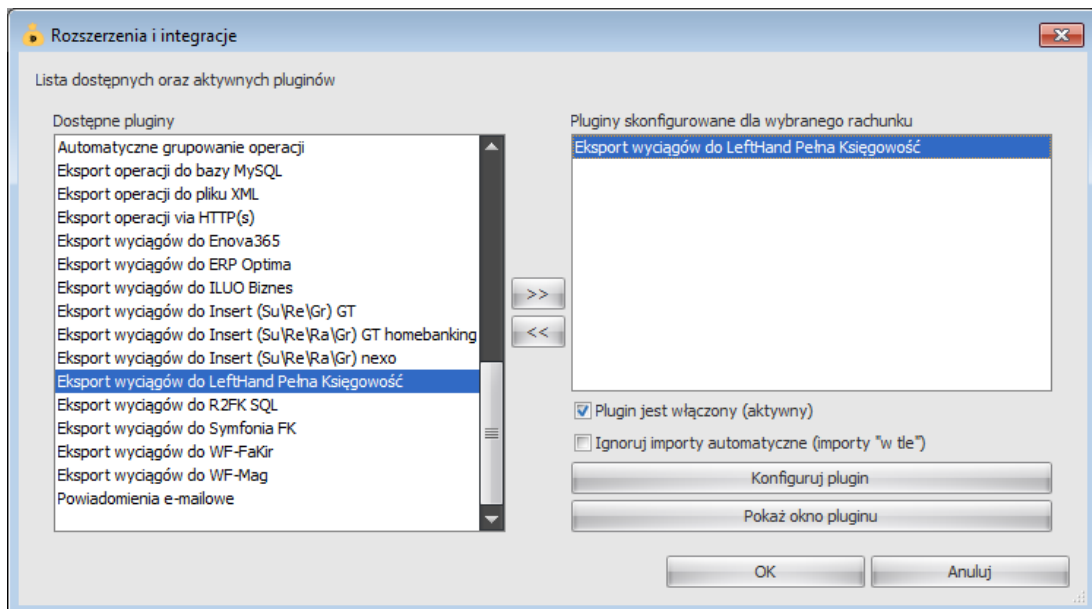 Rozszerzenia i integracje
Lista dostępnych oraz aktywnych pluginów
Dostępne pluginy
Automatyczne grupowanie operacji
Eksport operacji do bazy MySQL
Eksport operacji do pliku XML
Eksport operacji via HTTP(s)
Eksport wyciągów do Enova365
Eksport wyciągów do ERP Optima
Eksport wyciągów do ILUO Biznes
Eksport wyciągów do Insert (Su\Re\Gr) GT
Eksport wyciągów do Insert (Su\Re\Ra\Gr) GT homebanking
Eksport wyciągów do Insert (Su\Re\Ra\Gr) nexo
Eksport wyciągów do LeftHand Pełna Księgowość
Eksport wyciągów do R2FK SQL
Eksport wyciągów do Symfonia FK
Eksport wyciągów do WF-FaKir
Eksport wyciągów do WF-Mag
Powiadomienia e-mailowe
>>
<<
Pluginy skonfigurowane dla wybranego rachunku
Eksport wyciągów do LeftHand Pełna Księgowość
Plugin jest włączony (aktywny)
Ignoruj importy automatyczne (importy "w tle")
Konfiguruj plugin
Pokaż okno pluginu
OK
Anuluj